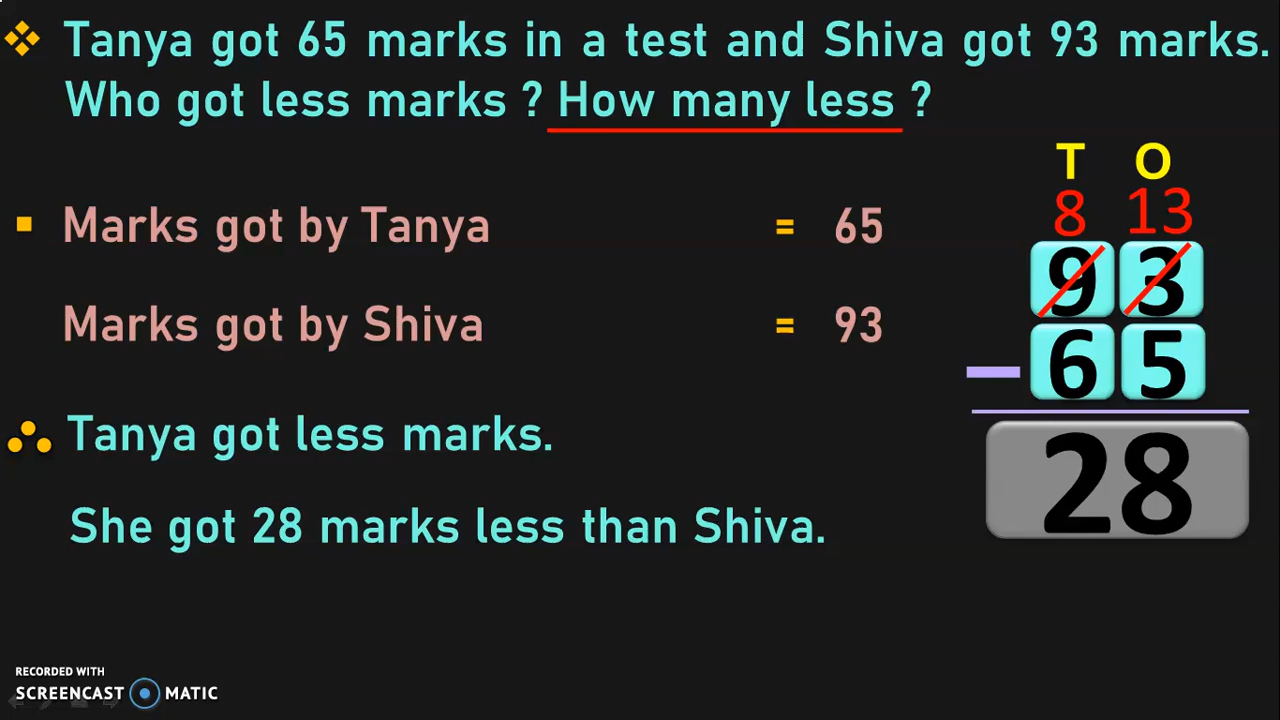 Tanya got 65 marks in a test and Shiva got 93 marks.
Who got less marks ? How many less ?
T O
8 13
Marks got by Tanya = 65
9 3
Marks got by Shiva = 93
— 6 5
Tanya got less marks.
28
She got 28 marks less than Shiva.
RECORDED WITH
SCREENCAST MATIC